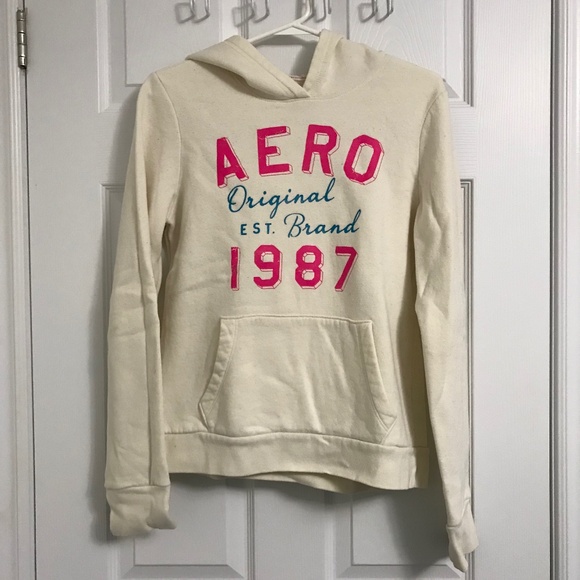 AERO
Original
EST. Brand
1987